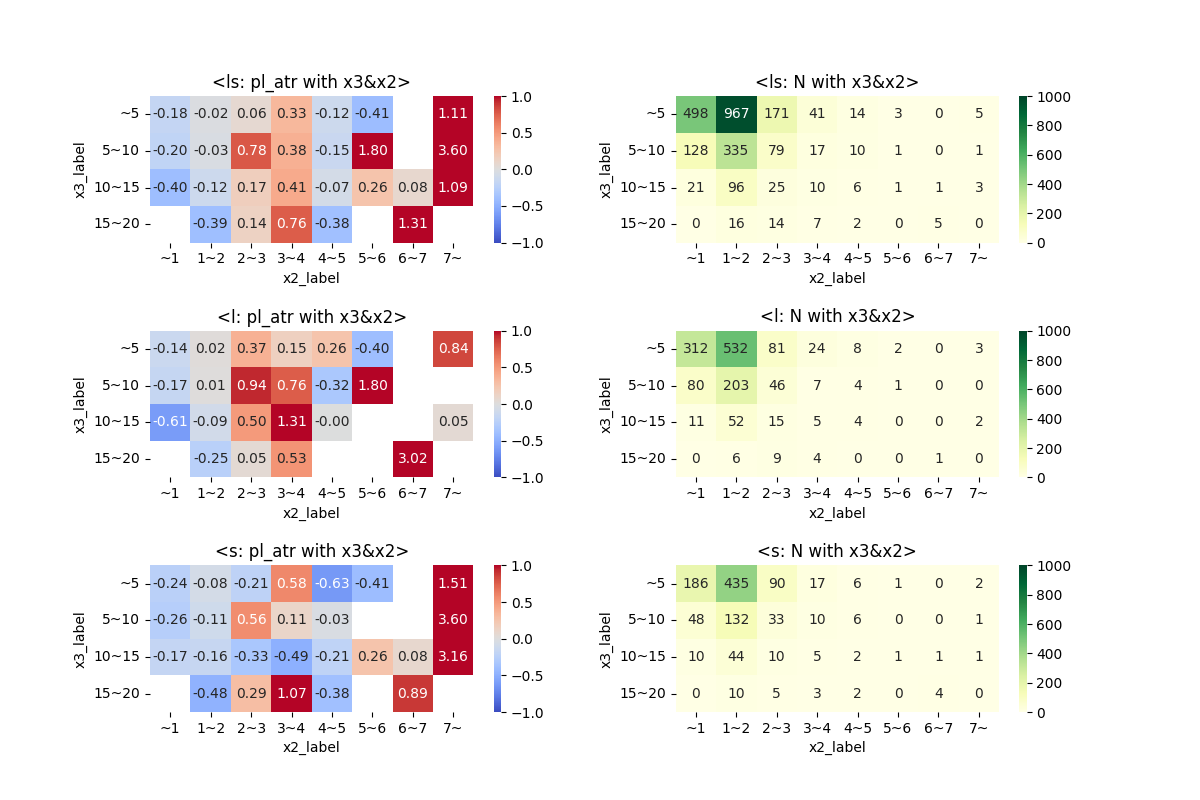 <ls: pl_atr with x3&x2>
x3_label
~5 -0.18 -0.02 0.06 0.33 -0.12 -0.41 1.11
5~10 -0.20 -0.03 0.78 0.38 -0.15 1.80 3.60
10~15 -0.40 -0.12 0.17 0.41 -0.07 0.26 0.08 1.09
15~20 -0.39 0.14 0.76 -0.38 1.31
~1 1~2 2~3 3~4 4~5 5~6 6~7 7~
x2_label
1.0
0.5
0.0
−0.5
−1.0
<ls: N with x3&x2>
x3_label
~5 498 967 171 41 14 3 0 5
5~10 128 335 79 17 10 1 0 1
10~15 21 96 25 10 6 1 1 3
15~20 0 16 14 7 2 0 5 0
~1 1~2 2~3 3~4 4~5 5~6 6~7 7~
x2_label
1000
800
600
400
200
0
<l: pl_atr with x3&x2>
x3_label
~5 -0.14 0.02 0.37 0.15 0.26 -0.40 0.84
5~10 -0.17 0.01 0.94 0.76 -0.32 1.80
10~15 -0.61 -0.09 0.50 1.31 -0.00 0.05
15~20 -0.25 0.05 0.53 3.02
~1 1~2 2~3 3~4 4~5 5~6 6~7 7~
x2_label
1.0
0.5
0.0
−0.5
−1.0
<l: N with x3&x2>
x3_label
~5 312 532 81 24 8 2 0 3
5~10 80 203 46 7 4 1 0 0
10~15 11 52 15 5 4 0 0 2
15~20 0 6 9 4 0 0 1 0
~1 1~2 2~3 3~4 4~5 5~6 6~7 7~
x2_label
1000
800
600
400
200
0
<s: pl_atr with x3&x2>
x3_label
~5 -0.24 -0.08 -0.21 0.58 -0.63 -0.41 1.51
5~10 -0.26 -0.11 0.56 0.11 -0.03 3.60
10~15 -0.17 -0.16 -0.33 -0.49 -0.21 0.26 0.08 3.16
15~20 -0.48 0.29 1.07 -0.38 0.89
~1 1~2 2~3 3~4 4~5 5~6 6~7 7~
x2_label
1.0
0.5
0.0
−0.5
−1.0
<s: N with x3&x2>
x3_label
~5 186 435 90 17 6 1 0 2
5~10 48 132 33 10 6 0 0 1
10~15 10 44 10 5 2 1 1 1
15~20 0 10 5 3 2 0 4 0
~1 1~2 2~3 3~4 4~5 5~6 6~7 7~
x2_label
1000
800
600
400
200
0